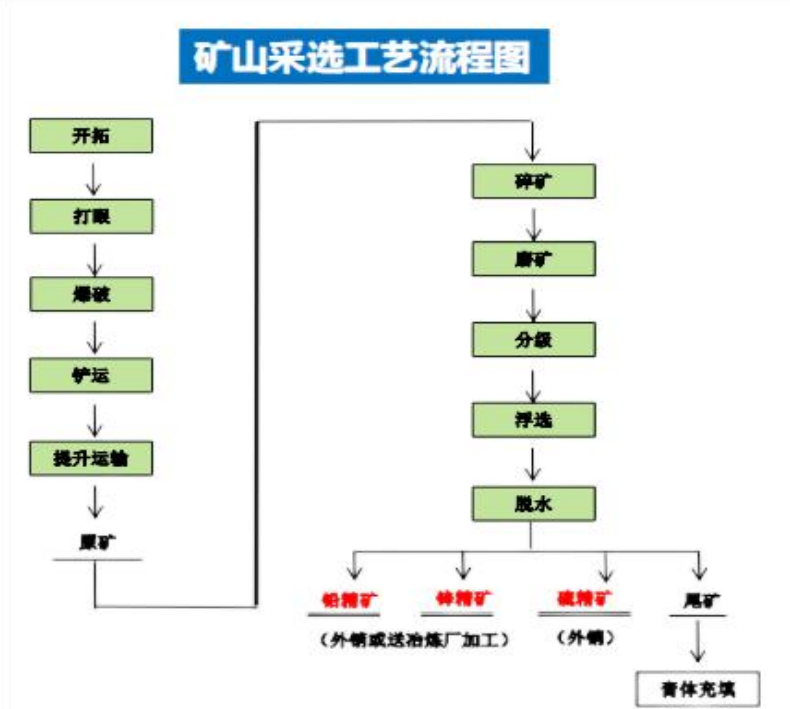 矿山采选工艺流程图
开拓
打眼
爆破
铲运
提升运输
原矿
碎矿
磨矿
分级
浮选
脱水
铅精矿
锌精矿
硫精矿
尾矿
（外销或送冶炼厂加工）
（外销）
膏体充填